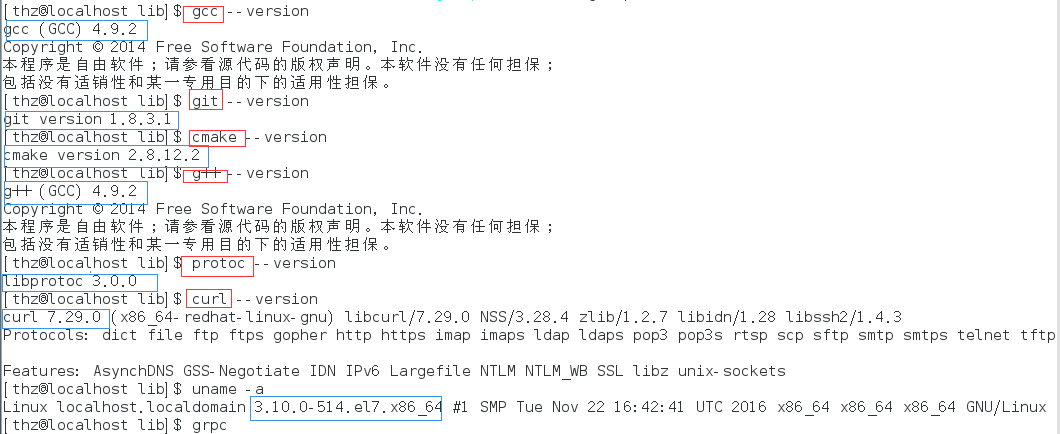 [thz@localhost lib]$ gcc --version
gcc (GCC) 4.9.2
Copyright © 2014 Free Software Foundation, Inc.
本程序是自由软件；请参看源代码的版权声明。本软件没有任何担保；
包括没有适销性和某一专用目的下的适用性担保。
[thz@localhost lib]$ git --version
git version 1.8.3.1
[thz@localhost lib]$ cmake --version
cmake version 2.8.12.2
[thz@localhost lib]$ g++ --version
g++ (GCC) 4.9.2
Copyright © 2014 Free Software Foundation, Inc.
本程序是自由软件；请参看源代码的版权声明。本软件没有任何担保；
包括没有适销性和某一专用目的下的适用性担保。
[thz@localhost lib]$ protoc --version
libprotoc 3.0.0
[thz@localhost lib]$ curl --version
curl 7.29.0 (x86_64-redhat-linux-gnu) libcurl/7.29.0 NSS/3.28.4 zlib/1.2.7 libidn/1.28 libssh2/1.4.3
Protocols: dict file ftp ftps gopher http https imap imaps ldap ldaps pop3 pop3s rtsp scp sftp smtp smtps telnet tftp
Features: AsynchDNS GSS-Negotiate IDN IPv6 Largefile NTLM NTLM_WB SSL libz unix-sockets
[thz@localhost lib]$ uname -a
Linux localhost.localdomain 3.10.0-514.el7.x86_64 #1 SMP Tue Nov 22 16:42:41 UTC 2016 x86_64 x86_64 x86_64 GNU/Linux
[thz@localhost lib]$ grpc